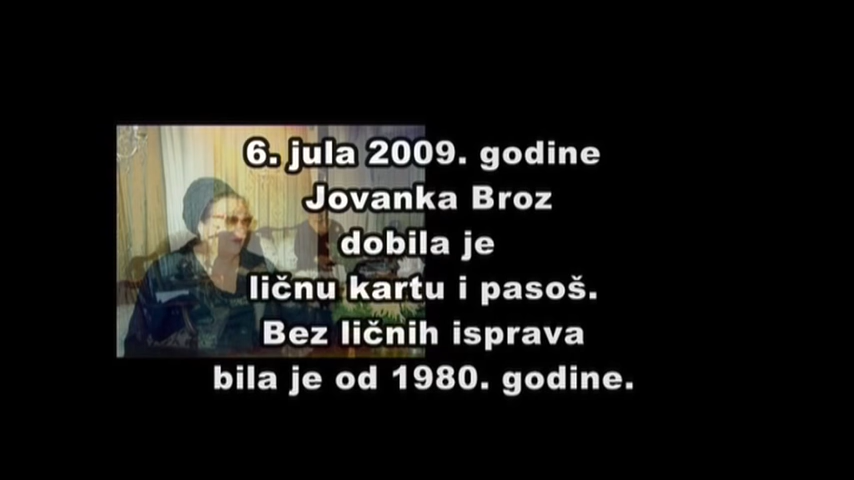 6. jula 2009. godine
Jovanka Broz
dobila je
ličnu kartu i pasoš.
Bez ličnih isprava
bila je od 1980. godine.